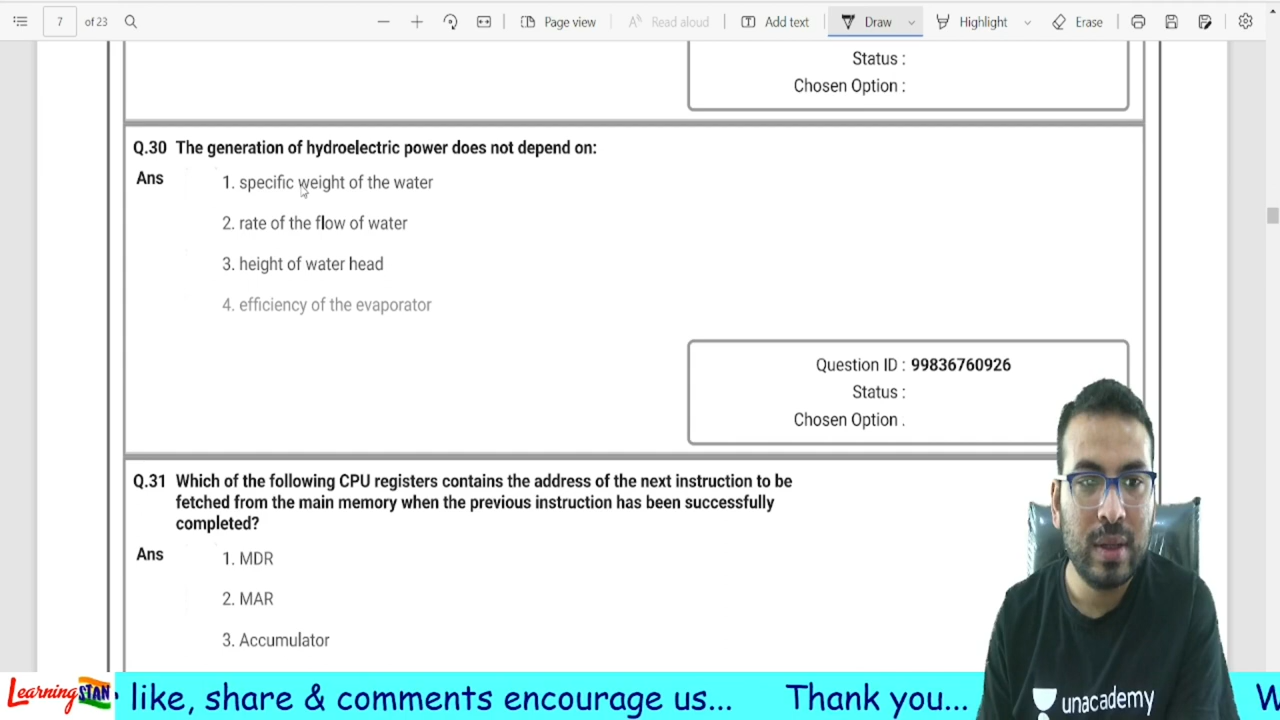 7 of 23 Page view Read aloud Add text Draw Highlight Erase
Status :
Chosen Option :
Q.30 The generation of hydroelectric power does not depend on:
Ans 1. specific weight of the water
2. rate of the flow of water
3. height of water head
4. efficiency of the evaporator
Question ID : 99836760926
Status :
Chosen Option .
Q.31 Which of the following CPU registers contains the address of the next instruction to be
fetched from the main memory when the previous instruction has been successfully
completed?
Ans 1. MDR
2. MAR
3. Accumulator
unacademy
Learning STAN like, share & comments encourage us... Thank you... W